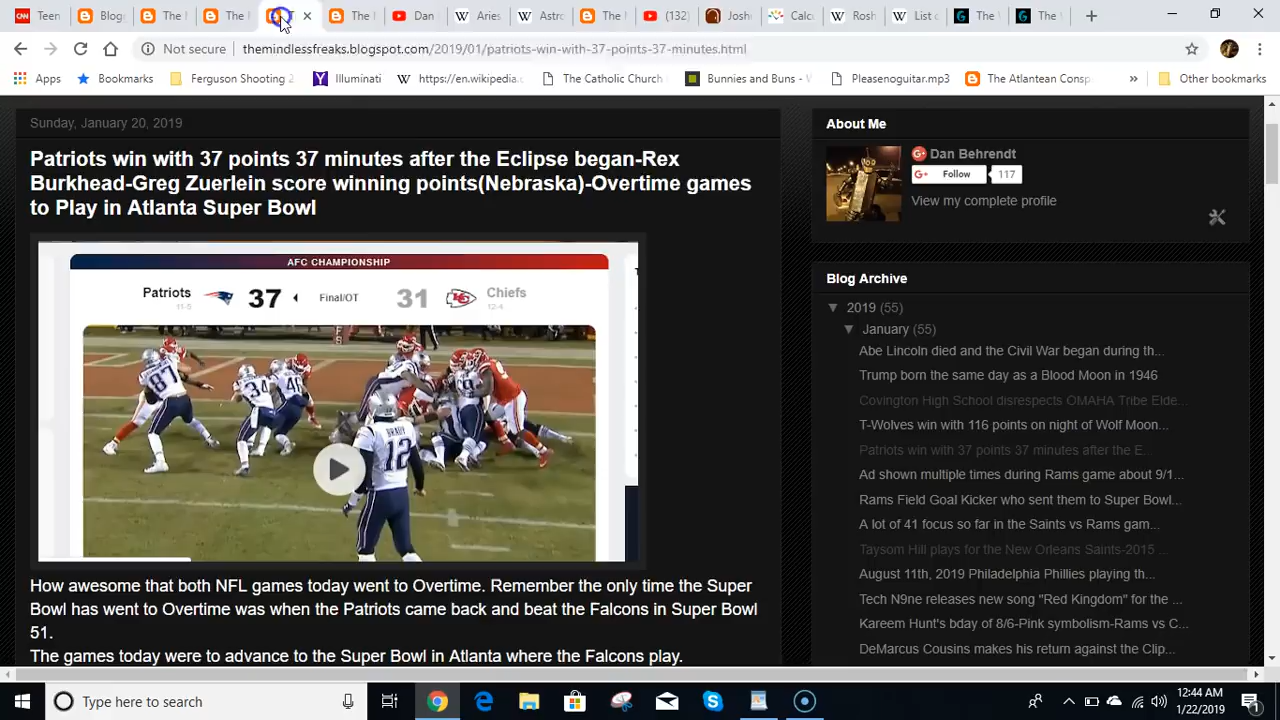 Teen
Blog
The I
The I
T
The I
Dan
Aries
Astro
The I
(132)
Josh
Calcu
Rosh
List o
The \
The \
Not secure
themindlessfreaks.blogspot.com/2019/01/patriots-win-with-37-points-37-minutes.html
Apps
Bookmarks
Ferguson Shooting 2
Illuminati
https://en.wikipedia.
The Catholic Church
Bunnies and Buns - \
Pleasenoguitar.mp3
The Atlantean Consp
»
Other bookmarks
Sunday, January 20, 2019
Patriots win with 37 points 37 minutes after the Eclipse began-Rex
Burkhead-Greg Zuerlein score winning points(Nebraska)-Overtime games
to Play in Atlanta Super Bowl
AFC CHAMPIONSHIP
Patriots 37 Final/OT 31 Chiefs
11-5 12-4
BRADY
12
87
34
46
How awesome that both NFL games today went to Overtime. Remember the only time the Super
Bowl has went to Overtime was when the Patriots came back and beat the Falcons in Super Bowl
51.
The games today were to advance to the Super Bowl in Atlanta where the Falcons play.
About Me
Dan Behrendt
Follow 117
View my complete profile
Blog Archive
▼ 2019 (55)
▼ January (55)
Abe Lincoln died and the Civil War began during th...
Trump born the same day as a Blood Moon in 1946
Covington High School disrespects OMAHA Tribe Elde...
T-Wolves win with 116 points on night of Wolf Moon...
Patriots win with 37 points 37 minutes after the E...
Ad shown multiple times during Rams game about 9/1...
Rams Field Goal Kicker who sent them to Super Bowl...
A lot of 41 focus so far in the Saints vs Rams gam...
Taysom Hill plays for the New Orleans Saints-2015 ...
August 11th, 2019 Philadelphia Phillies playing th...
Tech N9ne releases new song "Red Kingdom" for the ...
Kareem Hunt's bday of 8/6-Pink symbolism-Rams vs C...
DeMarcus Cousins makes his return against the Clip...
Type here to search
12:44 AM
1/22/2019